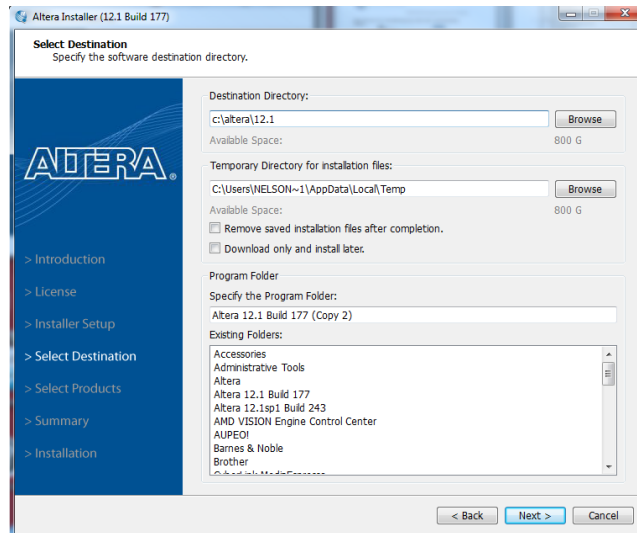 Altera Installer (12.1 Build 177)
Select Destination
Specify the software destination directory.
Destination Directory:
c:\altera\12.1
Browse
Available Space:
800 G
Temporary Directory for installation files:
C:\Users\NELSON~1\AppData\Local\Temp
Browse
Available Space:
800 G
Remove saved installation files after completion.
Download only and install later.
Program Folder
Specify the Program Folder:
Altera 12.1 Build 177 (Copy 2)
Existing Folders:
Accessories
Administrative Tools
Altera
Altera 12.1 Build 177
Altera 12.1sp1 Build 243
AMD VISION Engine Control Center
AUPEO!
Barnes & Noble
Brother
ALTERA®
> Introduction
> License
> Installer Setup
> Select Destination
> Select Products
> Summary
> Installation
< Back
Next >
Cancel